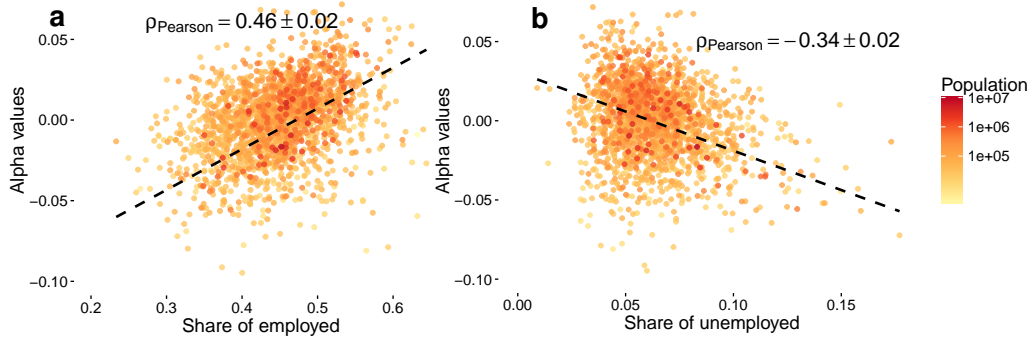 a
ρPearson = 0.46 ± 0.02
Alpha values
0.05
0.00
−0.05
−0.10
0.2 0.3 0.4 0.5 0.6
Share of employed
b
ρPearson = −0.34 ± 0.02
Alpha values
0.05
0.00
−0.05
−0.10
0.00 0.05 0.10 0.15
Share of unemployed
Population
1e+07
1e+06
1e+05